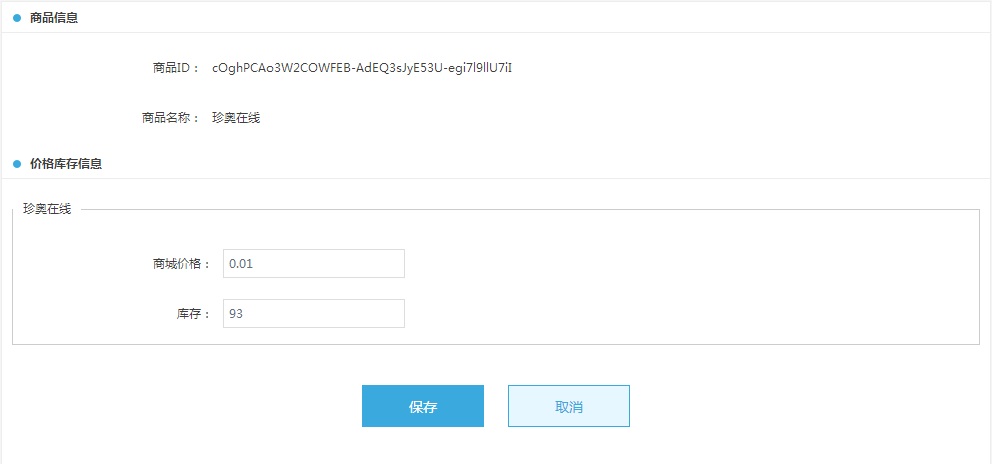 商品信息
商品ID： cOghPCAo3W2COWFEB-AdEQ3sJyE53U-egi7l9llU7iI
商品名称： 珍奥在线
价格库存信息
珍奥在线
商城价格： 0.01
库存： 93
保存 取消